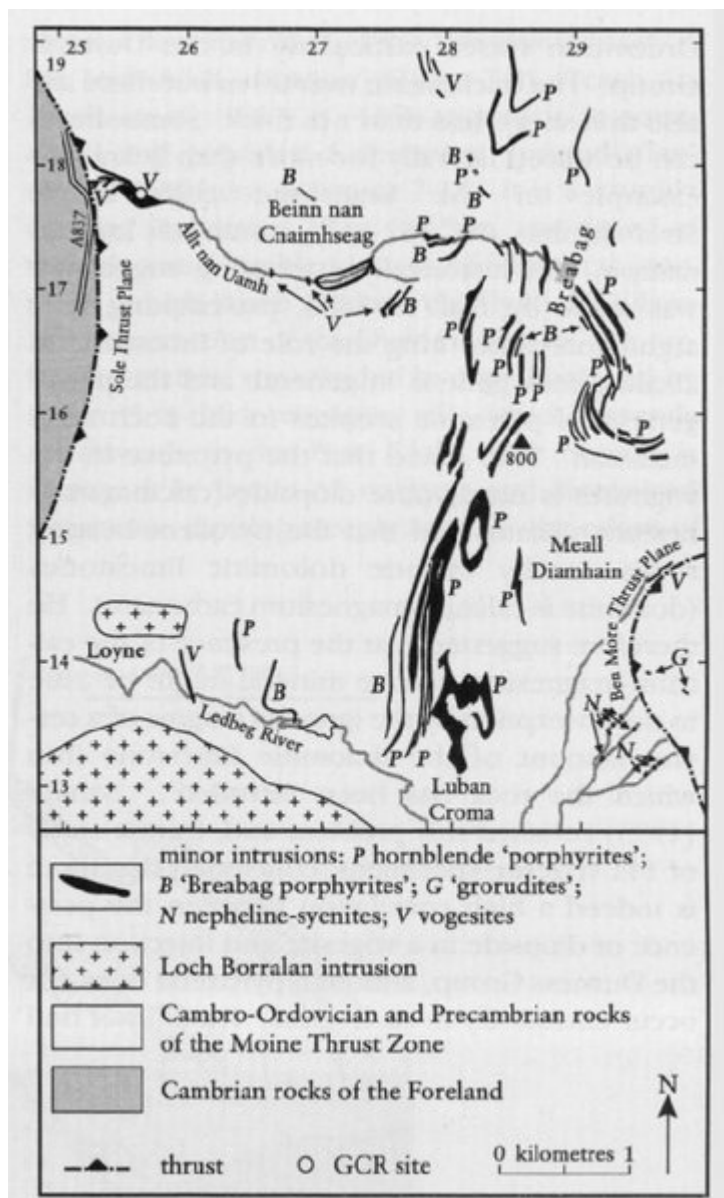 25 26 27 28 29
19
V
P
P
18
V
B
B
P
B
Beinn nan
Cnaimhseag
A837
Allt nan Uamh
P P
B
Breabag
17
V
B
P
P
P
B
P
P P
Sole Thrust Plane
16
P
P
P
800
15
P
Meall
Diamhain
P
P
Ben More Thrust Plane
V
14
Loyne
V
P
B
B
P
G
Ledbeg River
N
N
P P
13
Luban
Croma
minor intrusions: P hornblende ‘porphyrites’;
B ‘Breabag porphyrites’; G ‘grorudites’;
N nepheline-syenites; V vogesites
Loch Borralan intrusion
Cambro-Ordovician and Precambrian rocks
of the Moine Thrust Zone
Cambrian rocks of the Foreland
N
thrust
GCR site
0 kilometres 1